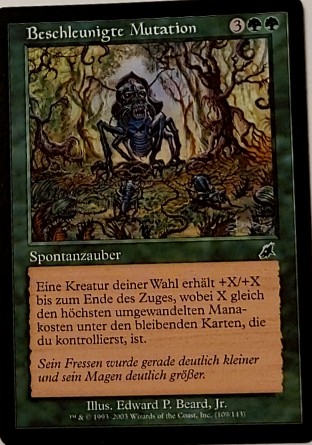 Beschleunigte Mutation 3
Spontanzauber
Eine Kreatur deiner Wahl erhält +X/+X
bis zum Ende des Zuges, wobei X gleich
den höchsten umgewandelten Mana-
kosten unter den bleibenden Karten, die
du kontrollierst, ist.
Sein Fressen wurde gerade deutlich kleiner
und sein Magen deutlich größer.
Illus. Edward P. Beard, Jr.
™ & © 1993–2003 Wizards of the Coast, Inc. (109/143)